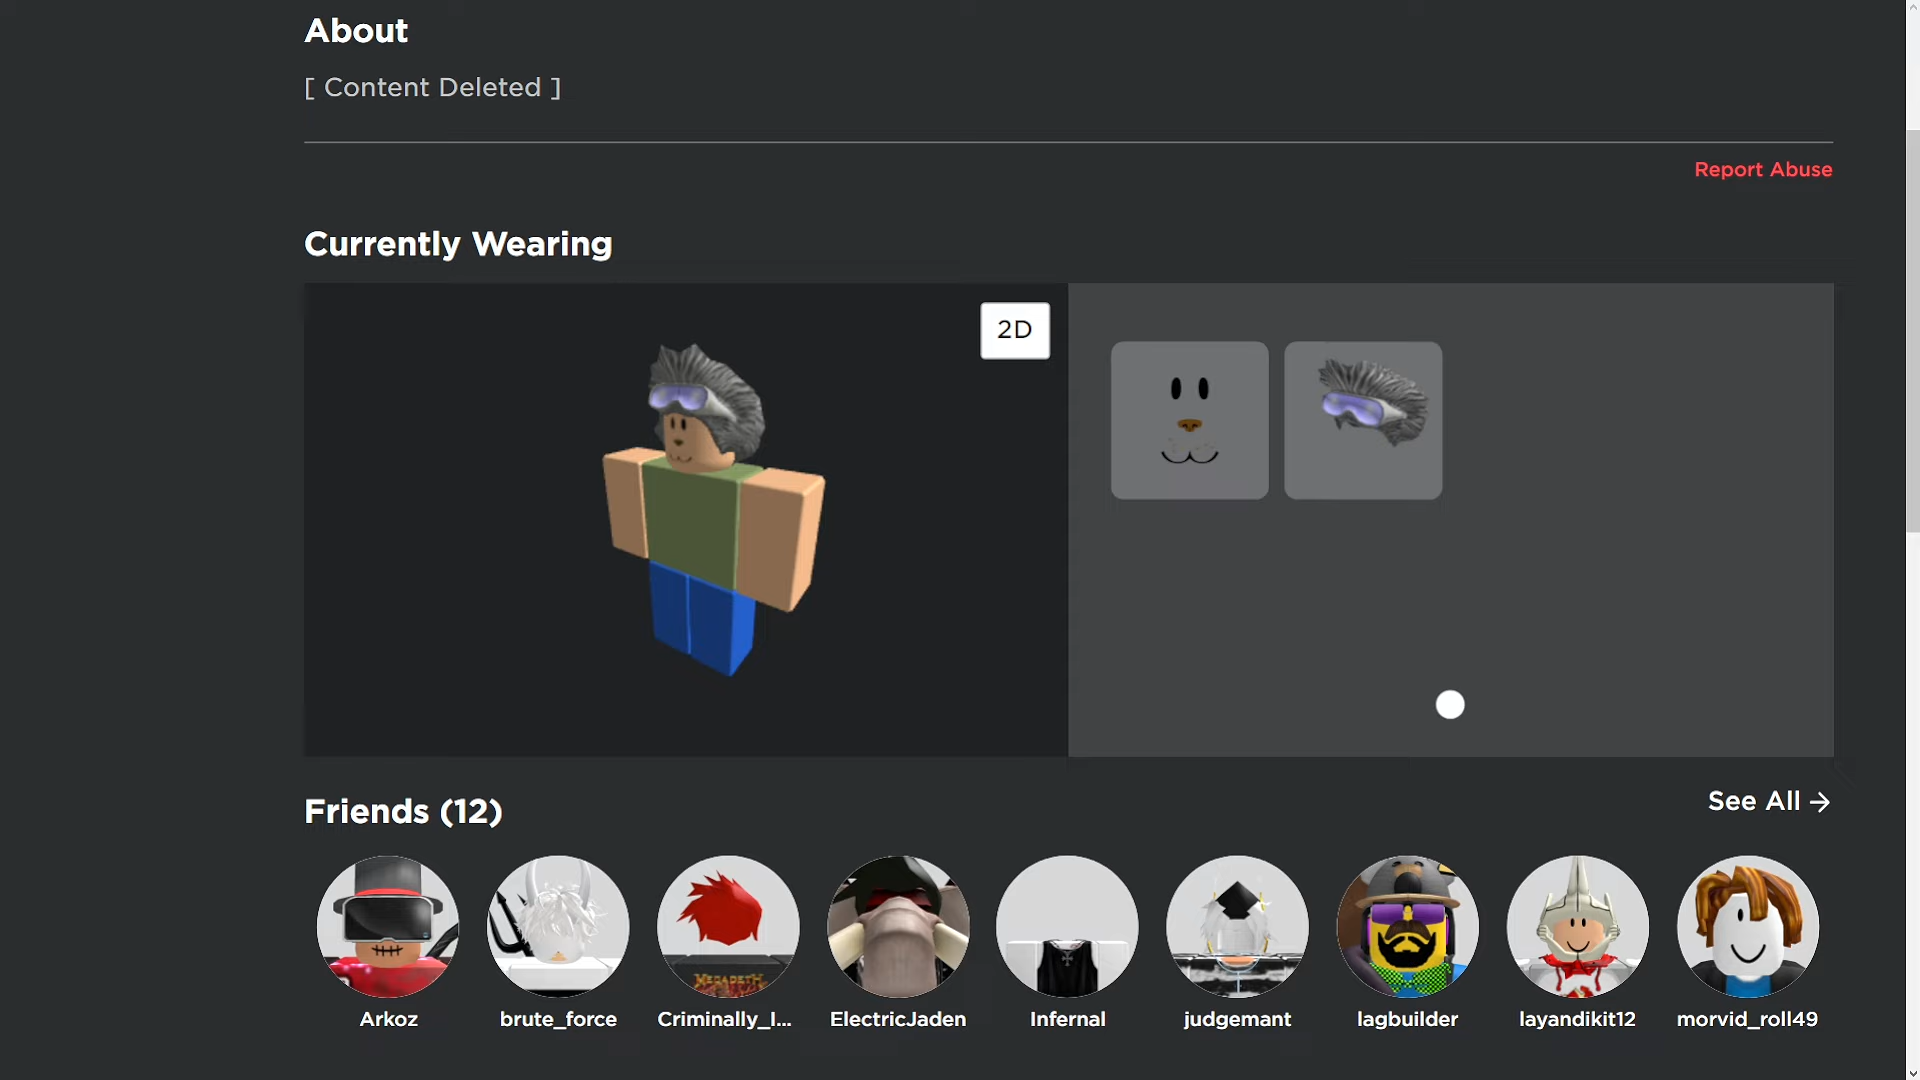 About
[ Content Deleted ]
Report Abuse
Currently Wearing
2D
Friends (12)
See All
MEGADETH
Arkoz
brute_force
Criminally_I...
ElectricJaden
Infernal
judgemant
lagbuilder
layandikit12
morvid_roll49